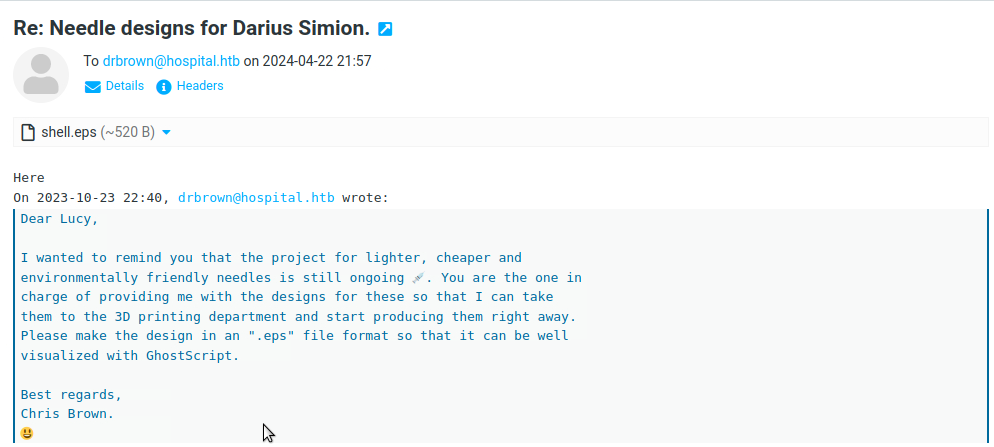 Re: Needle designs for Darius Simion.
To drbrown@hospital.htb on 2024-04-22 21:57
Details Headers
shell.eps (~520 B)
Here
On 2023-10-23 22:40, drbrown@hospital.htb wrote:
Dear Lucy,
I wanted to remind you that the project for lighter, cheaper and
environmentally friendly needles is still ongoing 💉. You are the one in
charge of providing me with the designs for these so that I can take
them to the 3D printing department and start producing them right away.
Please make the design in an ".eps" file format so that it can be well
visualized with GhostScript.
Best regards,
Chris Brown.
😃